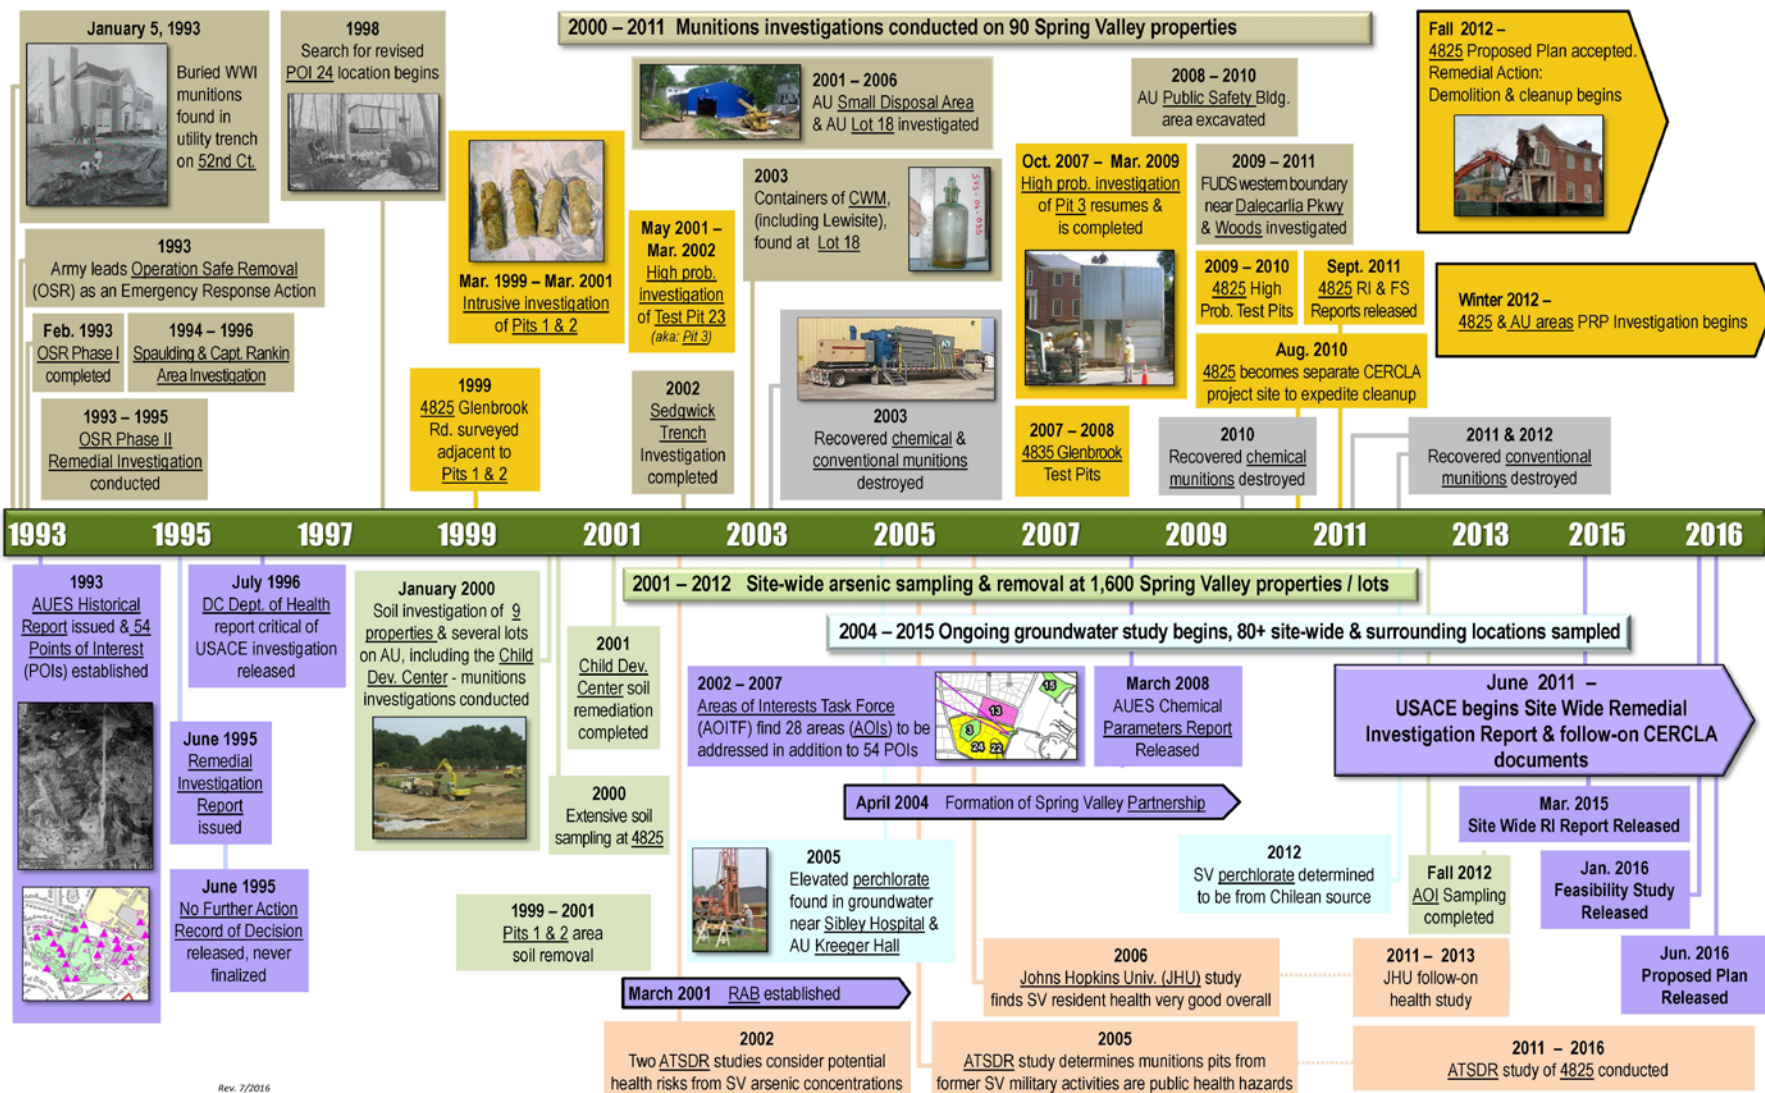 January 5, 1993
Buried WWI
munitions
found in
utility trench
on 52nd Ct.
1998
Search for revised
POI 24 location begins
2000 – 2011 Munitions investigations conducted on 90 Spring Valley properties
2001 – 2006
AU Small Disposal Area
& AU Lot 18 investigated
2008 – 2010
AU Public Safety Bldg.
area excavated
Fall 2012 –
4825 Proposed Plan accepted.
Remedial Action:
Demolition & cleanup begins
1993
Army leads Operation Safe Removal
(OSR) as an Emergency Response Action
Feb. 1993
OSR Phase I
completed
1994 – 1996
Spaulding & Capt. Rankin
Area Investigation
1993 – 1995
OSR Phase II
Remedial Investigation
conducted
Mar. 1999 – Mar. 2001
Intrusive investigation
of Pits 1 & 2
1999
4825 Glenbrook
Rd. surveyed
adjacent to
Pits 1 & 2
May 2001 –
Mar. 2002
High prob.
investigation
of Test Pit 23
(aka: Pit 3)
2002
Sedgwick
Trench
Investigation
completed
2003
Containers of CWM,
(including Lewisite),
found at Lot 18
2003
Recovered chemical &
conventional munitions
destroyed
Oct. 2007 – Mar. 2009
High prob. investigation
of Pit 3 resumes &
is completed
2007 – 2008
4835 Glenbrook
Test Pits
2009 – 2011
FUDS western boundary
near Dalecarlia Pkwy
& Woods investigated
2009 – 2010
4825 High
Prob. Test Pits
Sept. 2011
4825 RI & FS
Reports released
Aug. 2010
4825 becomes separate CERCLA
project site to expedite cleanup
2010
Recovered chemical
munitions destroyed
2011 & 2012
Recovered conventional
munitions destroyed
Winter 2012 –
4825 & AU areas PRP Investigation begins
1993 1995 1997 1999 2001 2003 2005 2007 2009 2011 2013 2015 2016
1993
AUES Historical
Report issued & 54
Points of Interest
(POIs) established
July 1996
DC Dept. of Health
report critical of
USACE investigation
released
June 1995
Remedial
Investigation
Report
issued
June 1995
No Further Action
Record of Decision
released, never
finalized
January 2000
Soil investigation of 9
properties & several lots
on AU, including the Child
Dev. Center - munitions
investigations conducted
2001
Child Dev.
Center soil
remediation
completed
2000
Extensive soil
sampling at 4825
1999 – 2001
Pits 1 & 2 area
soil removal
2001 – 2012 Site-wide arsenic sampling & removal at 1,600 Spring Valley properties / lots
2004 – 2015 Ongoing groundwater study begins, 80+ site-wide & surrounding locations sampled
2002 – 2007
Areas of Interests Task Force
(AOITF) find 28 areas (AOIs) to be
addressed in addition to 54 POIs
15
13
3
24 22
March 2008
AUES Chemical
Parameters Report
Released
April 2004 Formation of Spring Valley Partnership
June 2011 –
USACE begins Site Wide Remedial
Investigation Report & follow-on CERCLA
documents
Mar. 2015
Site Wide RI Report Released
Jan. 2016
Feasibility Study
Released
Jun. 2016
Proposed Plan
Released
2005
Elevated perchlorate
found in groundwater
near Sibley Hospital &
AU Kreeger Hall
2012
SV perchlorate determined
to be from Chilean source
Fall 2012
AOI Sampling
completed
March 2001 RAB established
2006
Johns Hopkins Univ. (JHU) study
finds SV resident health very good overall
2011 – 2013
JHU follow-on
health study
2002
Two ATSDR studies consider potential
health risks from SV arsenic concentrations
2005
ATSDR study determines munitions pits from
former SV military activities are public health hazards
2011 – 2016
ATSDR study of 4825 conducted
Rev. 7/2016